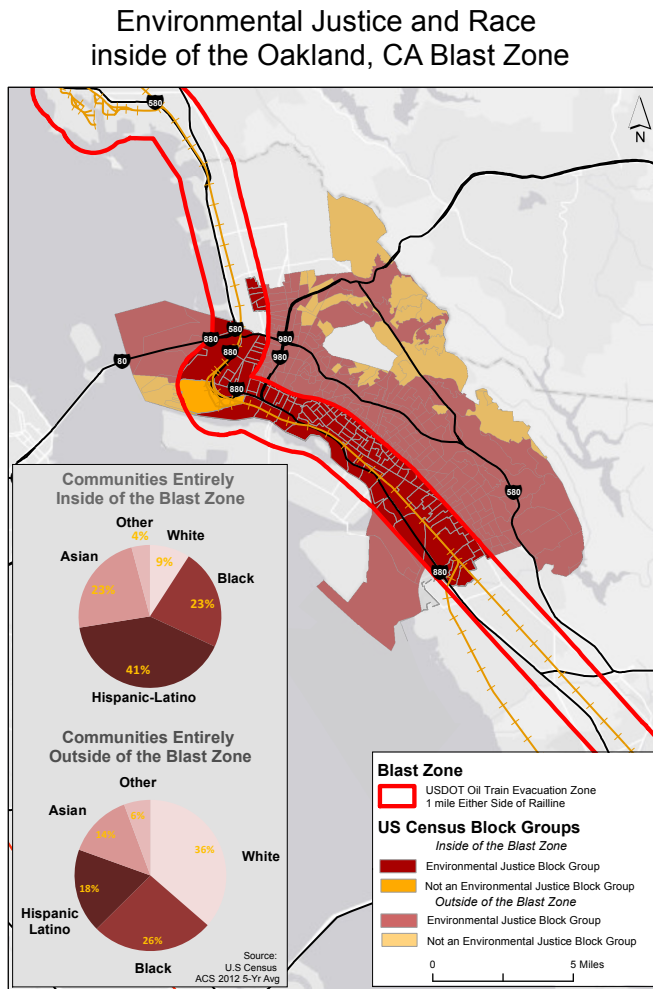 Environmental Justice and Race
inside of the Oakland, CA Blast Zone
580
N
580
880
980
880
980
80
880
580
880
Communities Entirely
Inside of the Blast Zone
Other
4%
White
9%
Asian
23%
Black
23%
41%
Hispanic-Latino
Communities Entirely
Outside of the Blast Zone
Other
6%
Asian
14%
36%
White
18%
Hispanic
Latino
26%
Black
Source:
U.S Census
ACS 2012 5-Yr Avg
Blast Zone
USDOT Oil Train Evacuation Zone
1 mile Either Side of Railline
US Census Block Groups
Inside of the Blast Zone
Environmental Justice Block Group
Not an Environmental Justice Block Group
Outside of the Blast Zone
Environmental Justice Block Group
Not an Environmental Justice Block Group
0 5 Miles